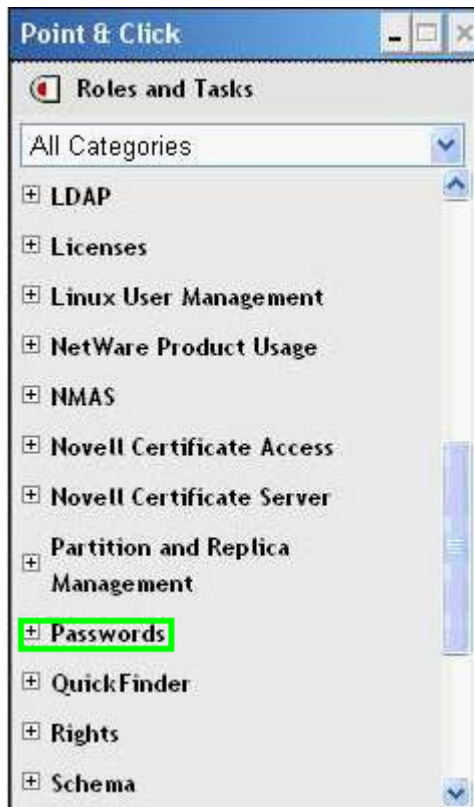 Point & Click
Roles and Tasks
All Categories
LDAP
Licenses
Linux User Management
NetWare Product Usage
NMAS
Novell Certificate Access
Novell Certificate Server
Partition and Replica
Management
Passwords
QuickFinder
Rights
Schema